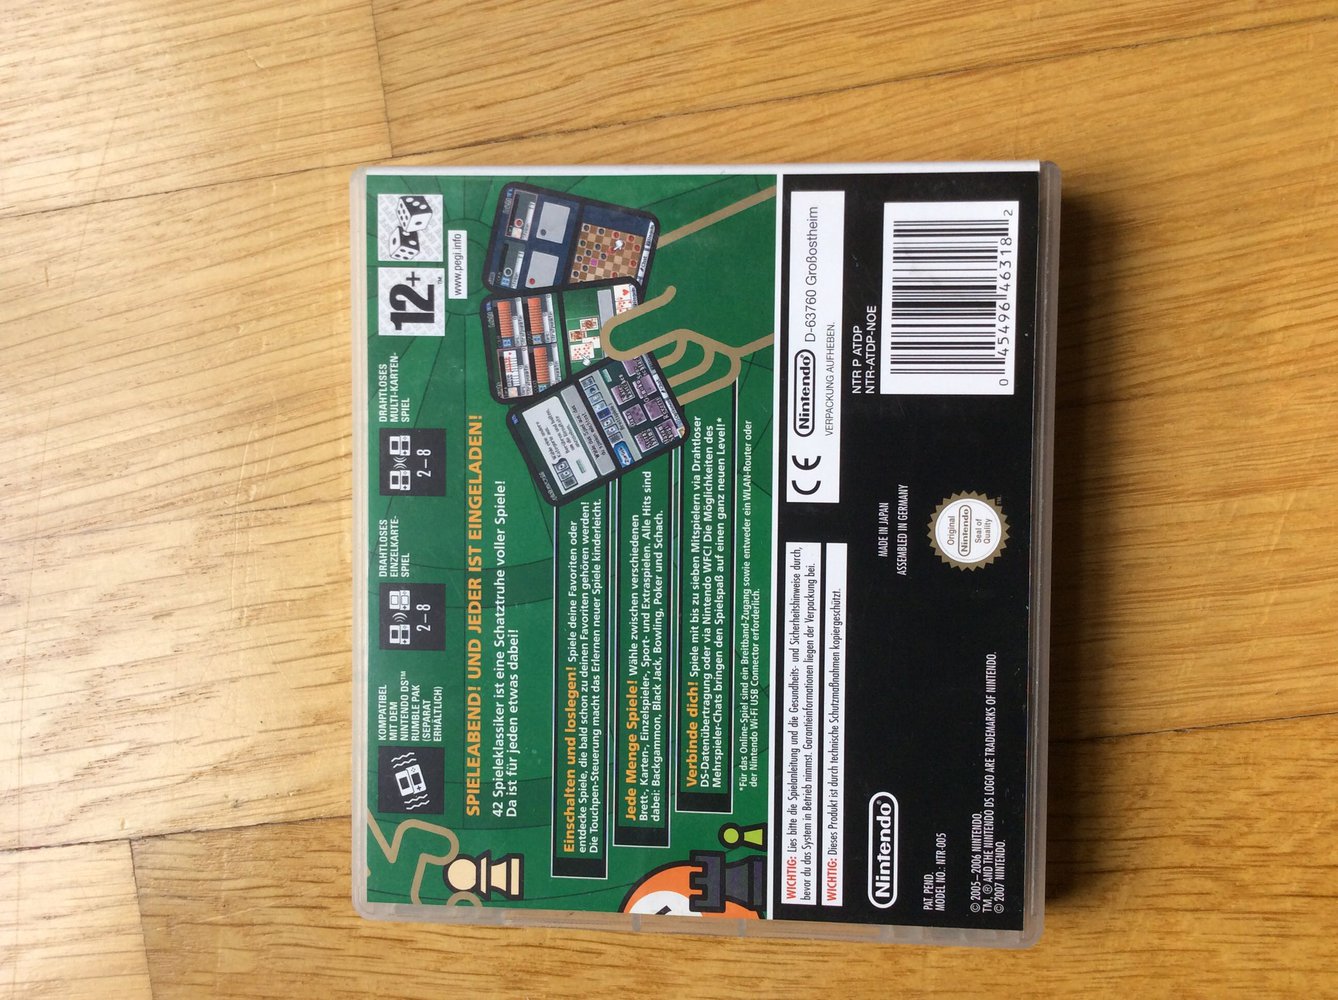 KOMPATIBEL
MIT DEM
NINTENDO DS™
RUMBLE PAK
(SEPARAT
ERHÄLTLICH)
2–8
DRAHTLOSES
EINZELKARTE-
SPIEL
2–8
DRAHTLOSES
MULTI-KARTEN-
SPIEL
12+
™
www.pegi.info
SPIELEABEND! UND JEDER IST EINGELADEN!
42 Spieleklassiker ist eine Schatztruhe voller Spiele!
Da ist für jeden etwas dabei!
Einschalten und loslegen! Spiele deine Favoriten oder
entdecke Spiele, die bald schon zu deinen Favoriten gehören werden!
Die Touchpen-Steuerung macht das Erlernen neuer Spiele kinderleicht.
Jede Menge Spiele! Wähle zwischen verschiedenen
Brett-, Karten-, Einzelspieler-, Sport- und Extraspielen. Alle Hits sind
dabei: Backgammon, Black Jack, Bowling, Poker und Schach.
Verbinde dich! Spiele mit bis zu sieben Mitspielern via Drahtloser
DS-Datenübertragung oder via Nintendo WFC! Die Möglichkeiten des
Mehrspieler-Chats bringen den Spielspaß auf einen ganz neuen Level!*
*Für das Online-Spiel sind ein Breitband-Zugang sowie entweder ein WLAN-Router oder
der Nintendo Wi-Fi USB Connector erforderlich.
WICHTIG: Lies bitte die Spielanleitung und die Gesundheits- und Sicherheitshinweise durch,
bevor du das System in Betrieb nimmst. Garantieinformationen liegen der Verpackung bei.
WICHTIG: Dieses Produkt ist durch technische Schutzmaßnahmen kopiergeschützt.
CE
Nintendo® D-63760 Großostheim
VERPACKUNG AUFHEBEN.
Nintendo®
PAT. PEND.
MODEL NO.: NTR-005
MADE IN JAPAN
ASSEMBLED IN GERMANY
NTR P ATDP
NTR-ATDP-NOE
Original
Nintendo
Seal of
Quality
™
0 45496 46318 2
© 2005–2006 NINTENDO.
TM, ® AND THE NINTENDO DS LOGO ARE TRADEMARKS OF NINTENDO.
© 2007 NINTENDO.